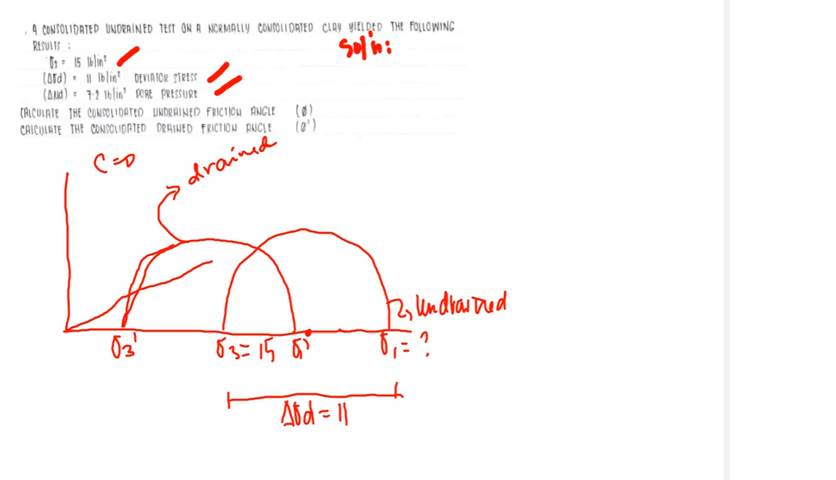 . A CONSOLIDATED UNDRAINED TEST ON A NORMALLY CONSOLIDATED CLAY YIELDED THE FOLLOWING
RESULTS :
σ₃ = 15 lb|in²
(Δσd) = 11 lb|in² DEVIATOR STRESS
(Δud) = 7.2 lb|in² PORE PRESSURE
CALCULATE THE CONSOLIDATED UNDRAINED FRICTION ANGLE (φ)
CALCULATE THE CONSOLIDATED DRAINED FRICTION ANGLE (φ')
sol'n:
C=0
drained
undrained
σ₃'
σ₃ = 15
σ₁'
σ₁ = ?
Δσd = 11